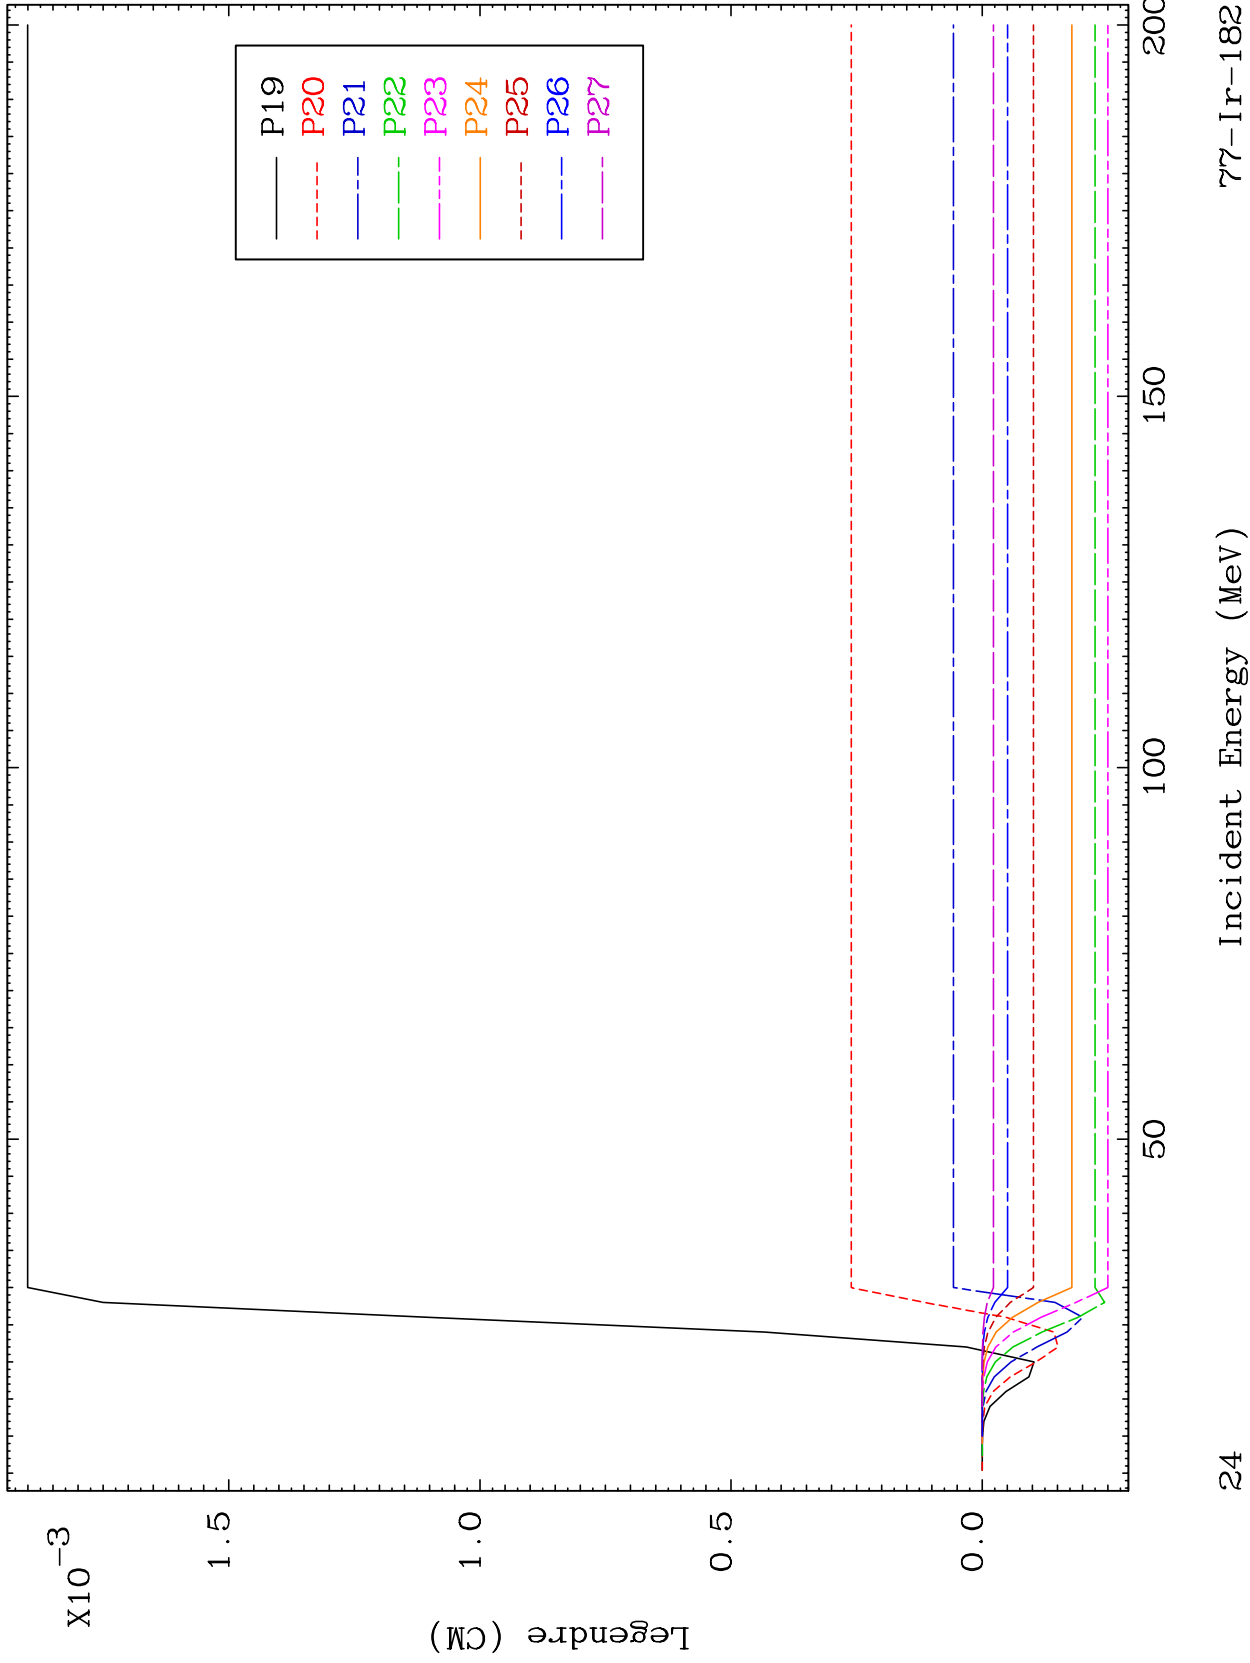 X10-3
1.5
1.0
0.5
0.0
Legendre (CM)
P19
P20
P21
P22
P23
P24
P25
P26
P27
50
100
150
200
Incident Energy (MeV)
24
77-Ir-182